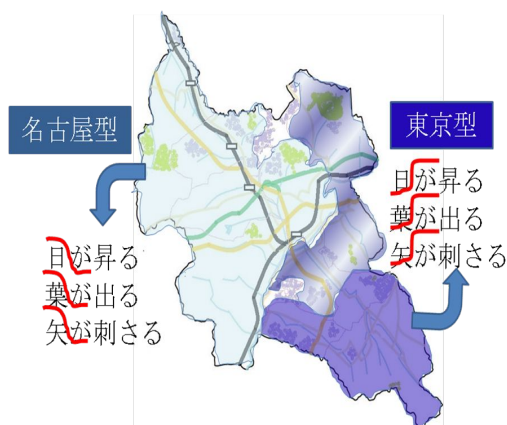 名古屋型
日が昇る
葉が出る
矢が刺さる
東京型
日が昇る
葉が出る
矢が刺さる